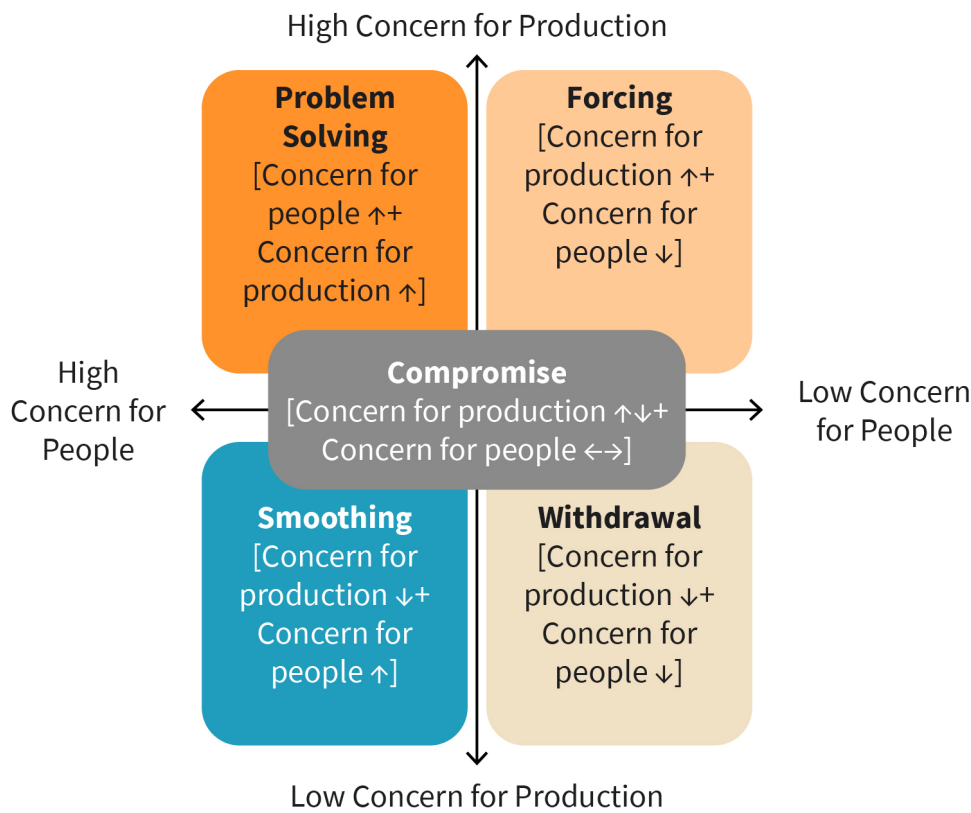 High Concern for Production
Problem
Solving
[Concern for
people ↑+
Concern for
production ↑]
Forcing
[Concern for
production ↑+
Concern for
people ↓]
High
Concern for
People
Compromise
[Concern for production ↑↓+
Concern for people ←→]
Low Concern
for People
Smoothing
[Concern for
production ↓+
Concern for
people ↑]
Withdrawal
[Concern for
production ↓+
Concern for
people ↓]
Low Concern for Production